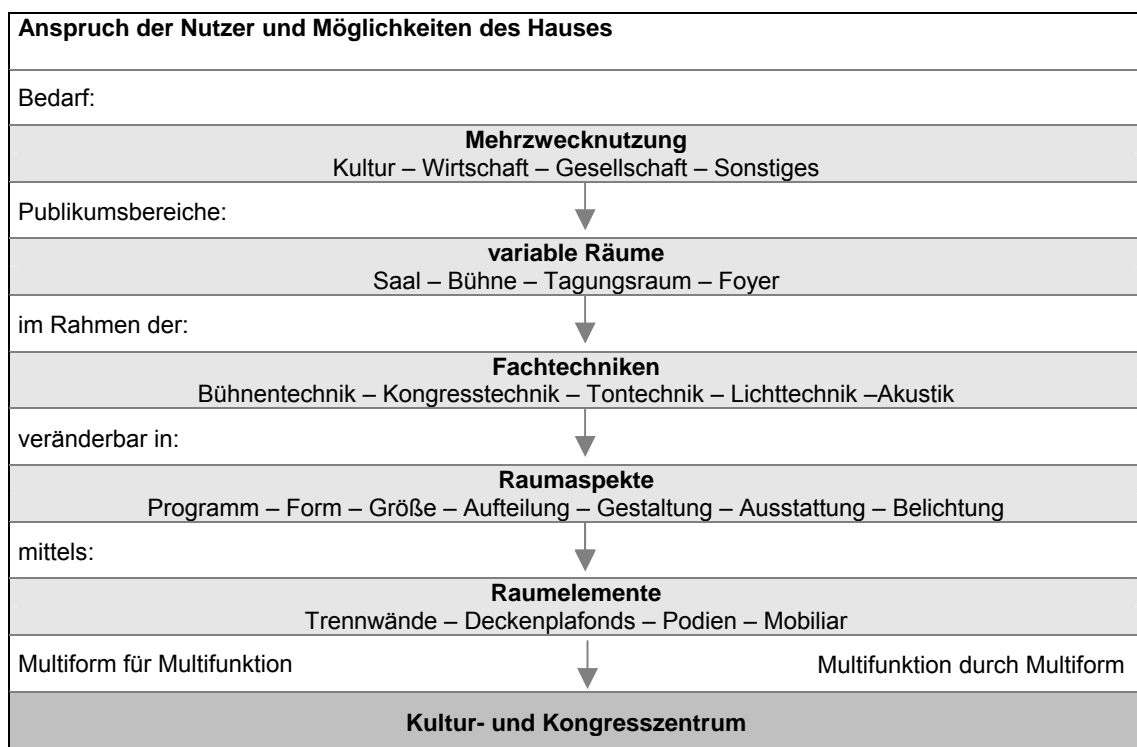 Anspruch der Nutzer und Möglichkeiten des Hauses
Bedarf:
Mehrzwecknutzung
Kultur – Wirtschaft – Gesellschaft – Sonstiges
Publikumsbereiche:
variable Räume
Saal – Bühne – Tagungsraum – Foyer
im Rahmen der:
Fachtechniken
Bühnentechnik – Kongresstechnik – Tontechnik – Lichttechnik –Akustik
veränderbar in:
Raumaspekte
Programm – Form – Größe – Aufteilung – Gestaltung – Ausstattung – Belichtung
mittels:
Raumelemente
Trennwände – Deckenplafonds – Podien – Mobiliar
Multiform für Multifunktion Multifunktion durch Multiform
Kultur- und Kongresszentrum